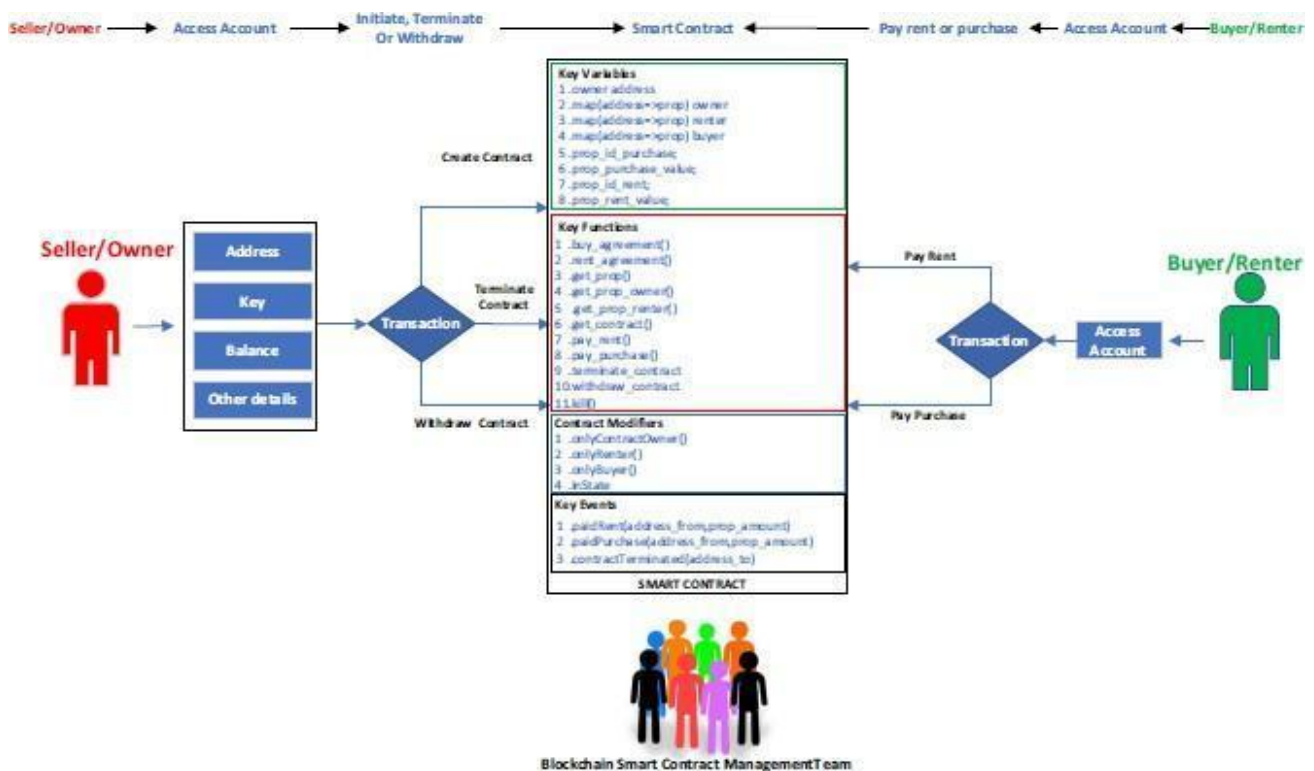 Seller/Owner
Access Account
Initiate, Terminate
Or Withdraw
Smart Contract
Pay rent or purchase
Access Account
Buyer/Renter
Key Variables
1 .owner address
2 .map(address=>prop) owner
3 .map(address=>prop) renter
4 .map(address=>prop) buyer
5 .prop_id_purchase;
6 .prop_purchase_value;
7 .prop_id_rent;
8 .prop_rent_value;
Create Contract
Key Functions
1 .buy_agreement()
2 .rent_agreement()
3 .get_prop()
4 .get_prop_owner()
5 .get_prop_renter()
6 .get_contract()
7 .pay_rent()
8 .pay_purchase()
9 .terminate_contract
10.withdraw_contract
11.kill()
Seller/Owner
Address
Key
Balance
Other details
Transaction
Terminate
Contract
Withdraw Contract
Pay Rent
Pay Purchase
Transaction
Access
Account
Buyer/Renter
Contract Modifiers
1 .onlyContractOwner()
2 .onlyRenter()
3 .onlyBuyer()
4 .inState
Key Events
1 .paidRent(address_from,prop_amount)
2 .paidPurchase(address_from,prop_amount)
3 .contractTerminated(address_to)
SMART CONTRACT
Blockchain Smart Contract ManagementTeam